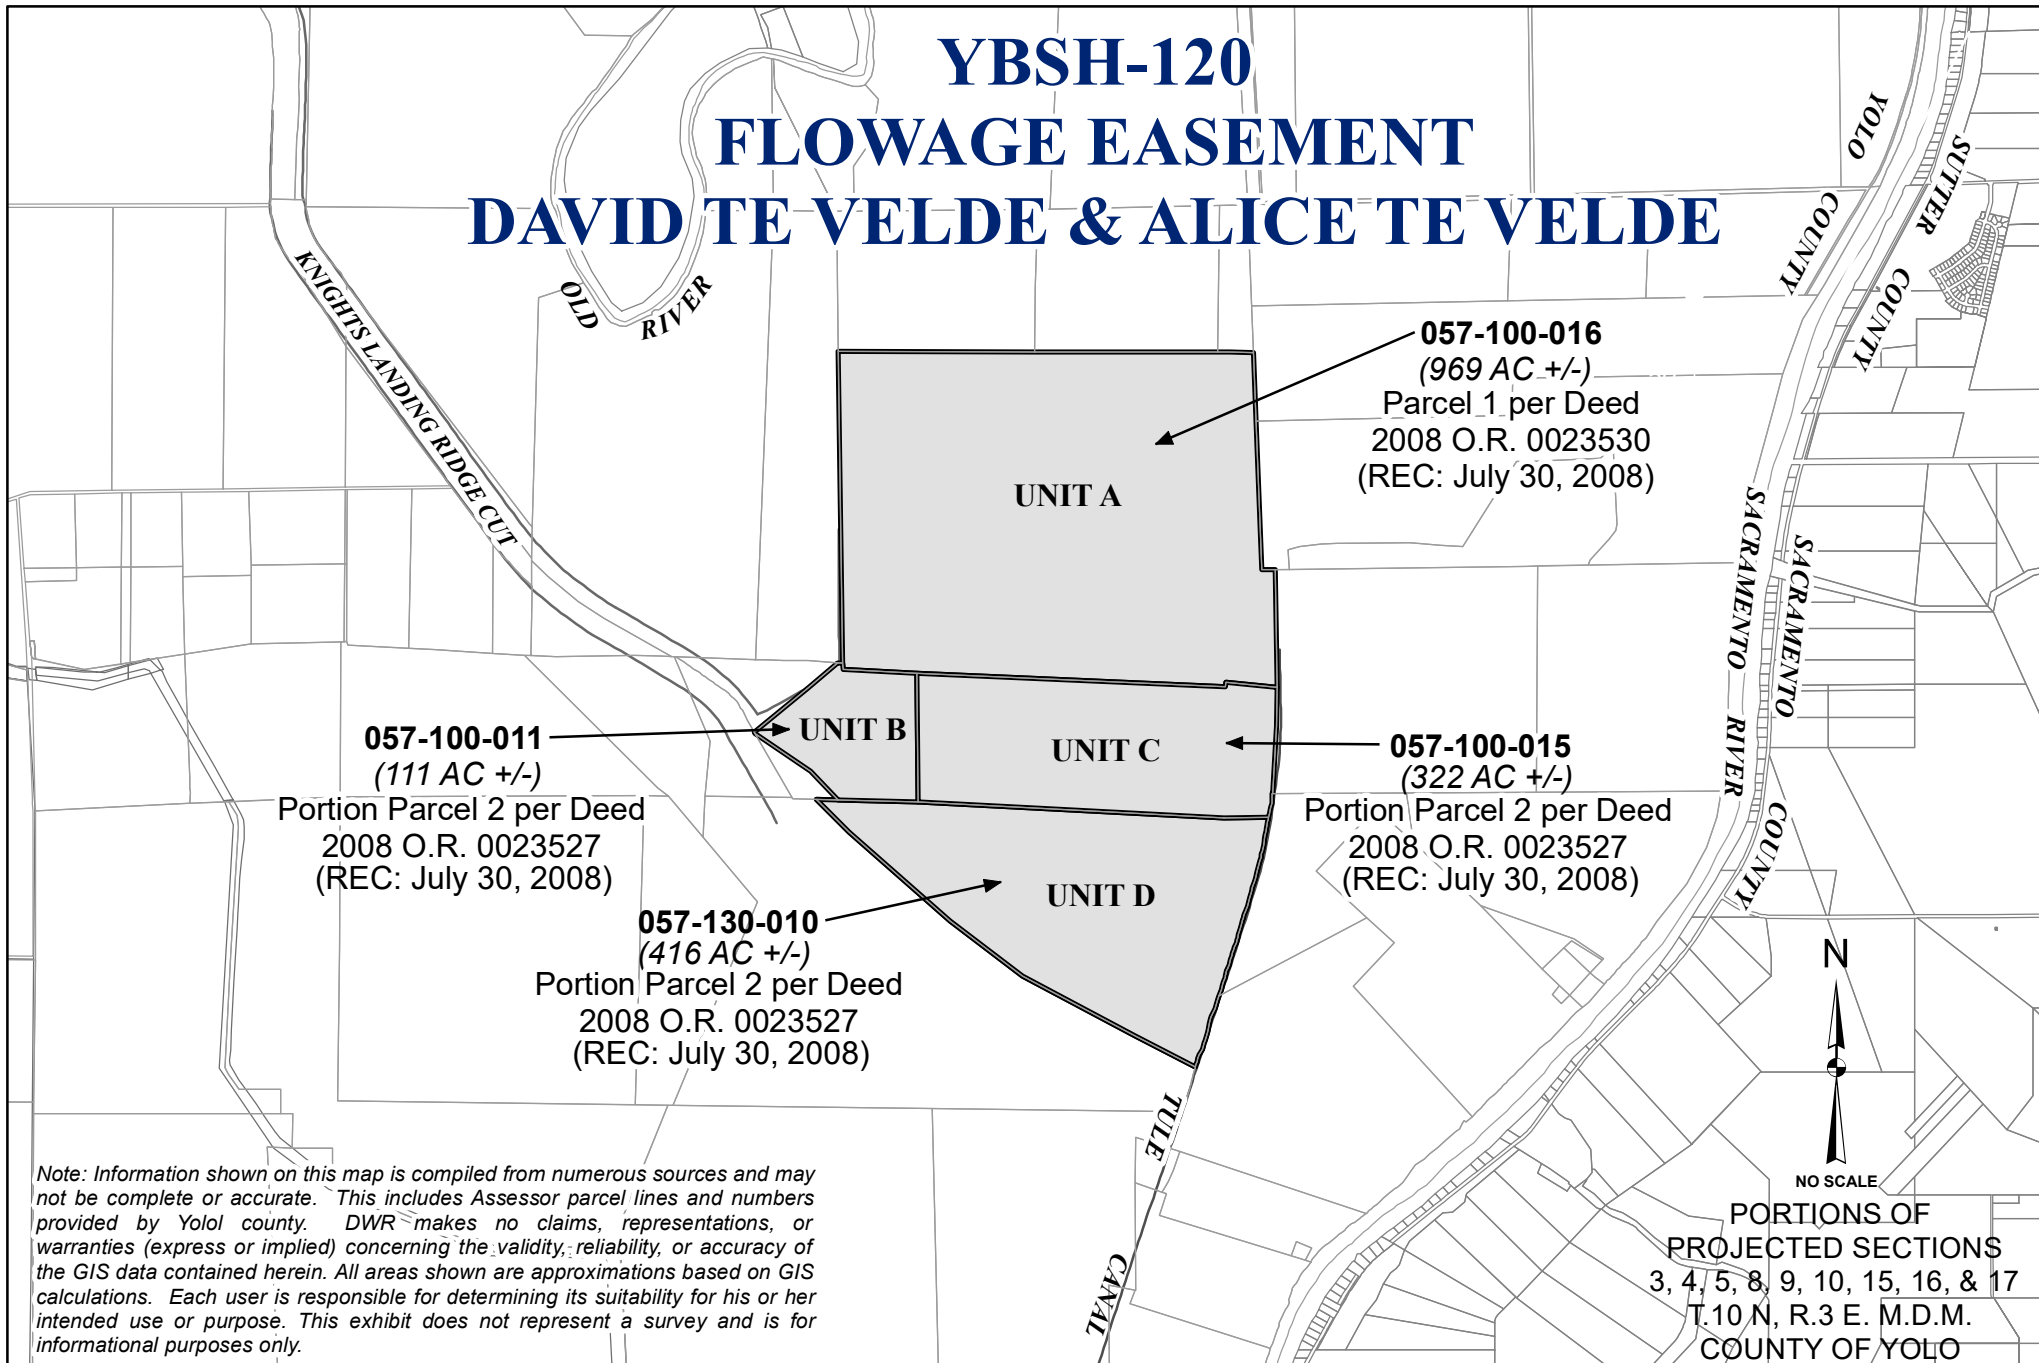 YBSH-120
FLOWAGE EASEMENT
DAVID TE VELDE & ALICE TE VELDE
YOLO
COUNTY
SUTTER
COUNTY
OLD
RIVER
KNIGHTS LANDING RIDGE CUT
057-100-016
(969 AC +/-)
Parcel 1 per Deed
2008 O.R. 0023530
(REC: July 30, 2008)
UNIT A
SACRAMENTO
RIVER
SACRAMENTO
COUNTY
057-100-011
(111 AC +/-)
Portion Parcel 2 per Deed
2008 O.R. 0023527
(REC: July 30, 2008)
UNIT B
UNIT C
057-100-015
(322 AC +/-)
Portion Parcel 2 per Deed
2008 O.R. 0023527
(REC: July 30, 2008)
UNIT D
057-130-010
(416 AC +/-)
Portion Parcel 2 per Deed
2008 O.R. 0023527
(REC: July 30, 2008)
TULE
CANAL
N
NO SCALE
Note: Information shown on this map is compiled from numerous sources and may
not be complete or accurate. This includes Assessor parcel lines and numbers
provided by Yolol county. DWR makes no claims, representations, or
warranties (express or implied) concerning the validity, reliability, or accuracy of
the GIS data contained herein. All areas shown are approximations based on GIS
calculations. Each user is responsible for determining its suitability for his or her
intended use or purpose. This exhibit does not represent a survey and is for
informational purposes only.
PORTIONS OF
PROJECTED SECTIONS
3, 4, 5, 8, 9, 10, 15, 16, & 17
T.10 N, R.3 E. M.D.M.
COUNTY OF YOLO